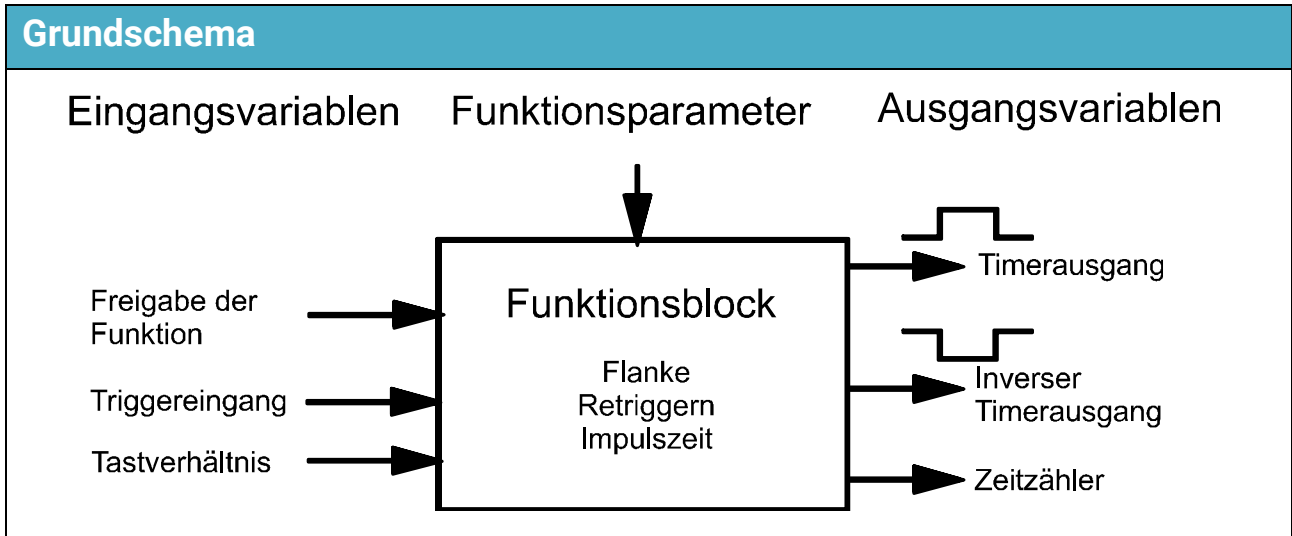 Grundschema
Eingangsvariablen Funktionsparameter Ausgangsvariablen
Freigabe der
Funktion
Triggereingang
Tastverhältnis
Funktionsblock
Flanke
Retriggern
Impulszeit
Timerausgang
Inverser
Timerausgang
Zeitzähler